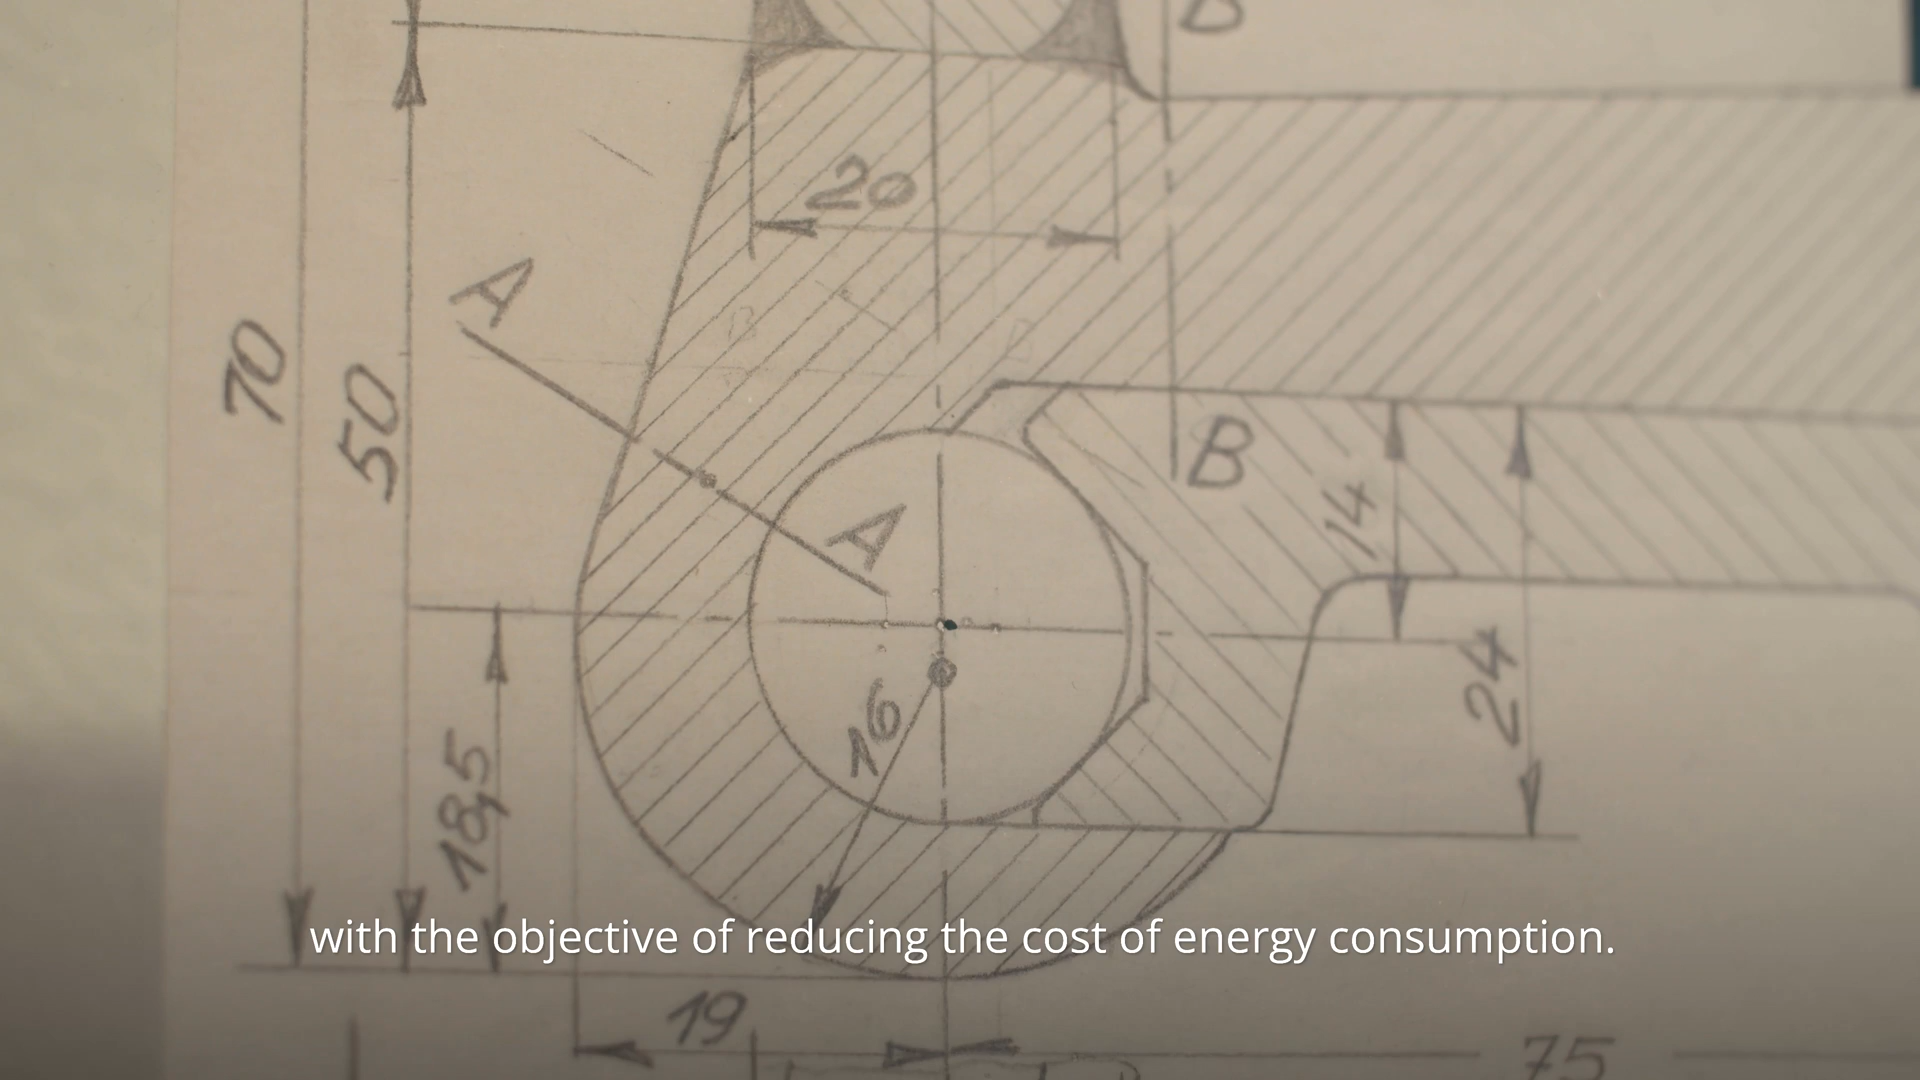 B
20
A
70
50
B
14
A
24
16
18,5
with the objective of reducing the cost of energy consumption.
19
75